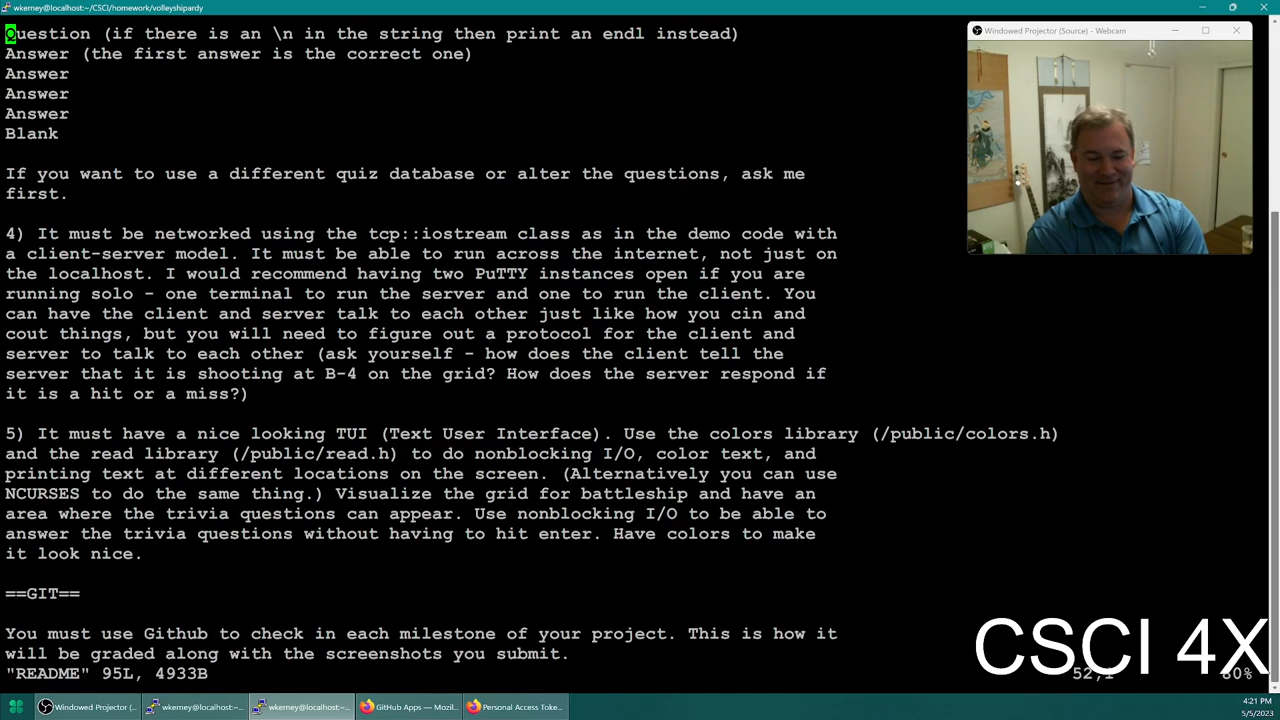 wkerney@localhost:~/CSCI/homework/volleyshipardy
Question (if there is an \n in the string then print an endl instead)
Answer (the first answer is the correct one)
Answer
Answer
Answer
Blank
If you want to use a different quiz database or alter the questions, ask me
first.
4) It must be networked using the tcp::iostream class as in the demo code with
a client-server model. It must be able to run across the internet, not just on
the localhost. I would recommend having two PuTTY instances open if you are
running solo - one terminal to run the server and one to run the client. You
can have the client and server talk to each other just like how you cin and
cout things, but you will need to figure out a protocol for the client and
server to talk to each other (ask yourself - how does the client tell the
server that it is shooting at B-4 on the grid? How does the server respond if
it is a hit or a miss?)
5) It must have a nice looking TUI (Text User Interface). Use the colors library (/public/colors.h)
and the read library (/public/read.h) to do nonblocking I/O, color text, and
printing text at different locations on the screen. (Alternatively you can use
NCURSES to do the same thing.) Visualize the grid for battleship and have an
area where the trivia questions can appear. Use nonblocking I/O to be able to
answer the trivia questions without having to hit enter. Have colors to make
it look nice.
==GIT==
You must use Github to check in each milestone of your project. This is how it
will be graded along with the screenshots you submit.
"README" 95L, 4933B
52,1
80%
Windowed Projector (Source) - Webcam
CSCI 4X
Windowed Projector (...
wkerney@localhost:~...
wkerney@localhost:~...
GitHub Apps — Mozil...
Personal Access Toke...
4:21 PM
5/5/2023